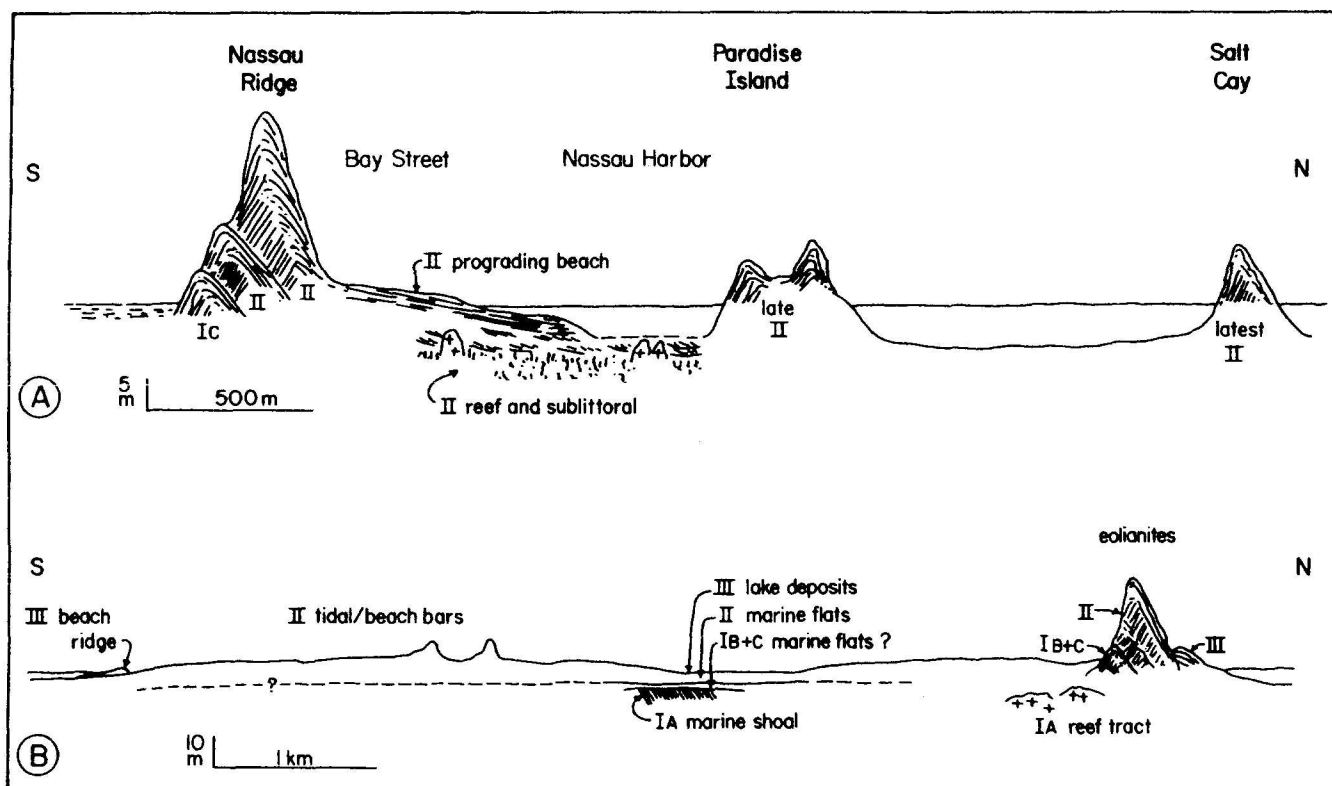 Nassau
Ridge
Paradise
Island
Salt
Cay
Bay Street
Nassau Harbor
S
N
II prograding beach
Ic
II
II
late
II
latest
II
5
m
500 m
II reef and sublittoral
A
eolianites
S
N
III beach
ridge
II tidal/beach bars
III lake deposits
II marine flats
IB+C marine flats ?
II
IB+C
III
?
IA marine shoal
IA reef tract
10
m
1 km
B